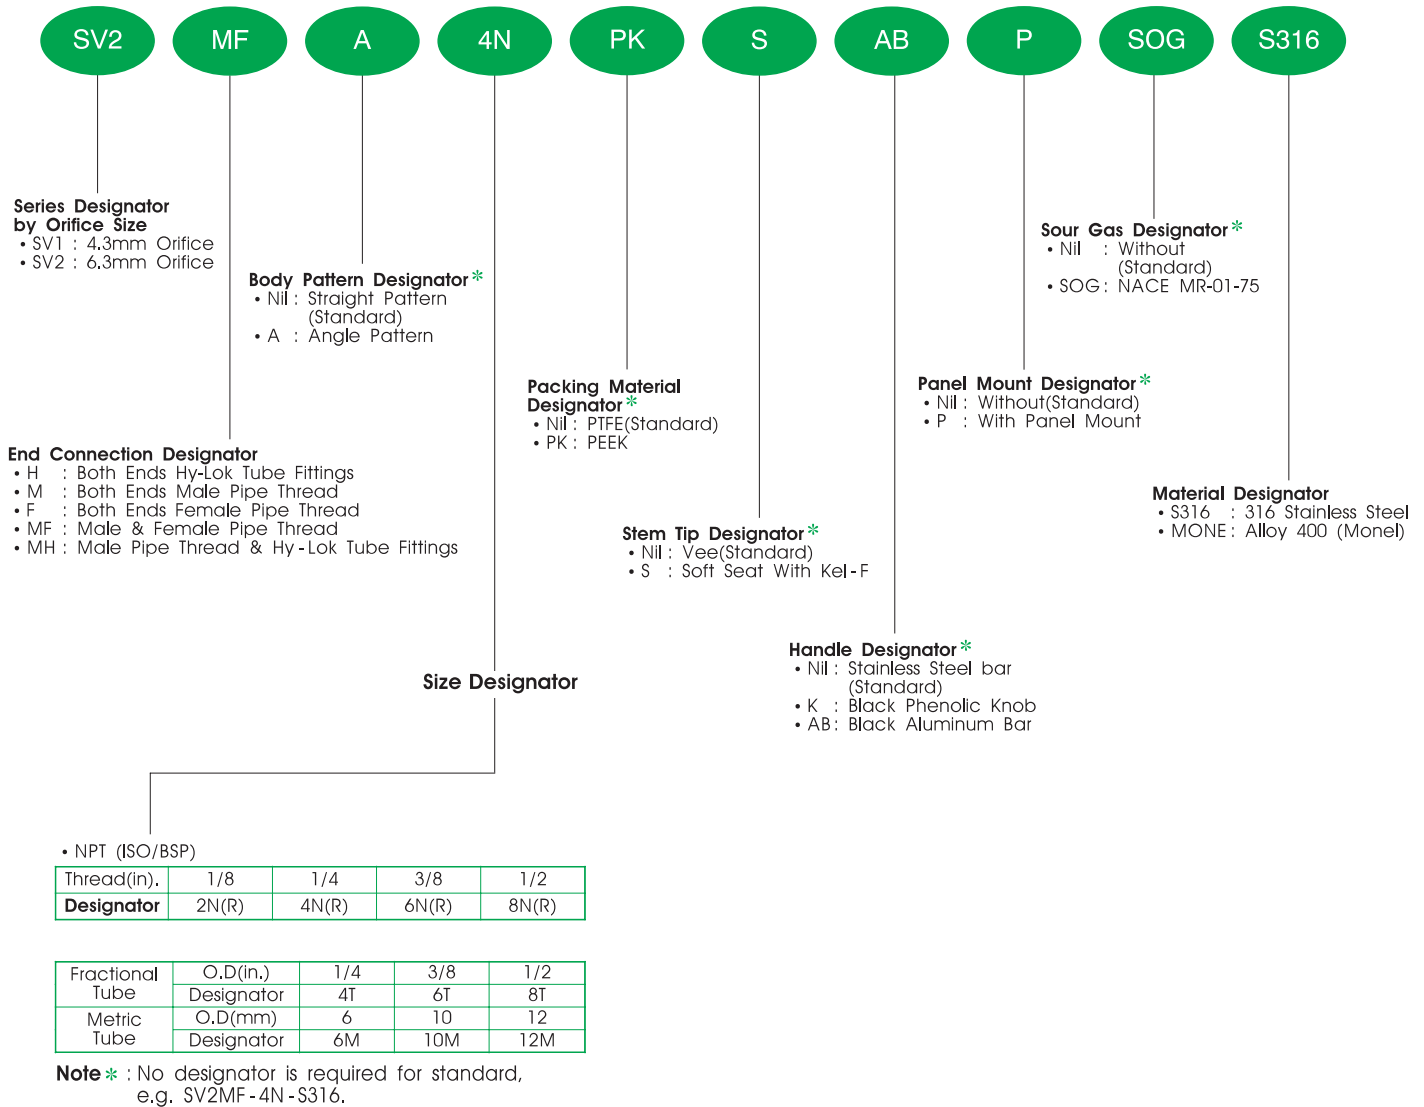 SV2 MF A 4N PK S AB P SOG S316
Series Designator
by Orifice Size
• SV1 : 4.3mm Orifice
• SV2 : 6.3mm Orifice
End Connection Designator
• H : Both Ends Hy-Lok Tube Fittings
• M : Both Ends Male Pipe Thread
• F : Both Ends Female Pipe Thread
• MF : Male & Female Pipe Thread
• MH : Male Pipe Thread & Hy-Lok Tube Fittings
Body Pattern Designator*
• Nil : Straight Pattern
(Standard)
• A : Angle Pattern
Size Designator
• NPT (ISO/BSP)
Thread(in). 1/8 1/4 3/8 1/2
Designator 2N(R) 4N(R) 6N(R) 8N(R)
Fractional Tube O.D(in.) 1/4 3/8 1/2
Designator 4T 6T 8T
Metric Tube O.D(mm) 6 10 12
Designator 6M 10M 12M
Note* : No designator is required for standard,
e.g. SV2MF-4N-S316.
Packing Material
Designator*
• Nil : PTFE(Standard)
• PK : PEEK
Stem Tip Designator*
• Nil : Vee(Standard)
• S : Soft Seat With Kel-F
Handle Designator*
• Nil : Stainless Steel bar
(Standard)
• K : Black Phenolic Knob
• AB : Black Aluminum Bar
Panel Mount Designator*
• Nil : Without(Standard)
• P : With Panel Mount
Sour Gas Designator*
• Nil : Without
(Standard)
• SOG : NACE MR-01-75
Material Designator
• S316 : 316 Stainless Steel
• MONE : Alloy 400 (Monel)